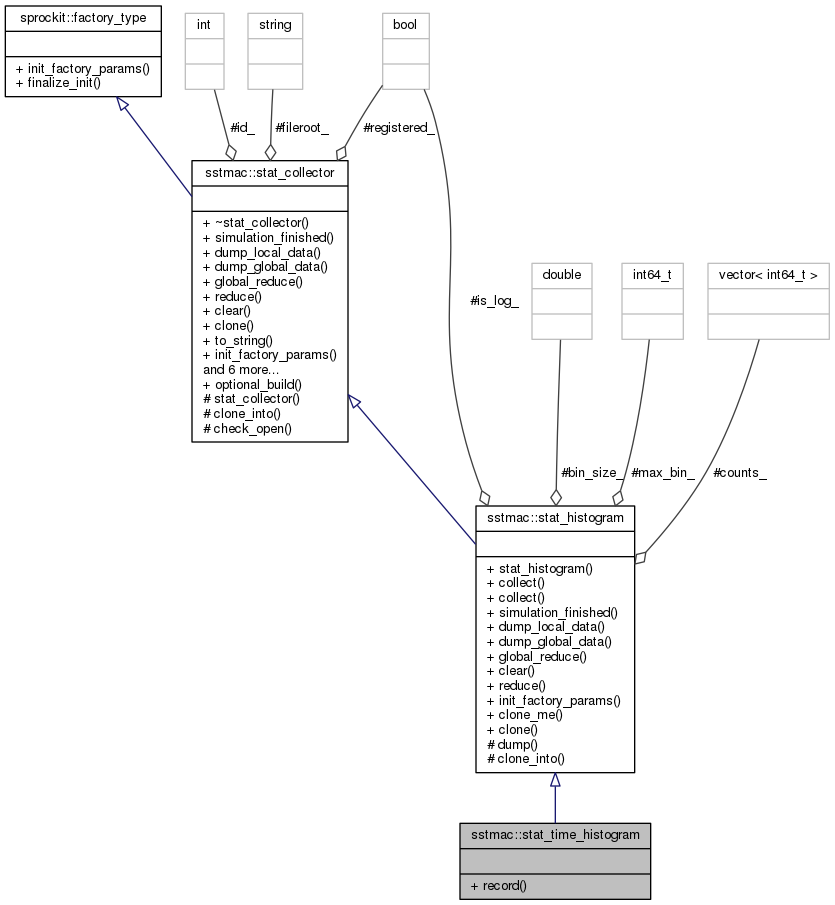 sprockit::factory_type
+ init_factory_params()
+ finalize_init()
int
string
bool
#id_
#fileroot_
#registered_
sstmac::stat_collector
+ ~stat_collector()
+ simulation_finished()
+ dump_local_data()
+ dump_global_data()
+ global_reduce()
+ reduce()
+ clear()
+ clone()
+ to_string()
+ init_factory_params()
and 6 more...
+ optional_build()
# stat_collector()
# clone_into()
# check_open()
double
int64_t
vector< int64_t >
#is_log_
#bin_size_
#max_bin_
#counts_
sstmac::stat_histogram
+ stat_histogram()
+ collect()
+ collect()
+ simulation_finished()
+ dump_local_data()
+ dump_global_data()
+ global_reduce()
+ clear()
+ reduce()
+ init_factory_params()
+ clone_me()
+ clone()
# dump()
# clone_into()
sstmac::stat_time_histogram
+ record()